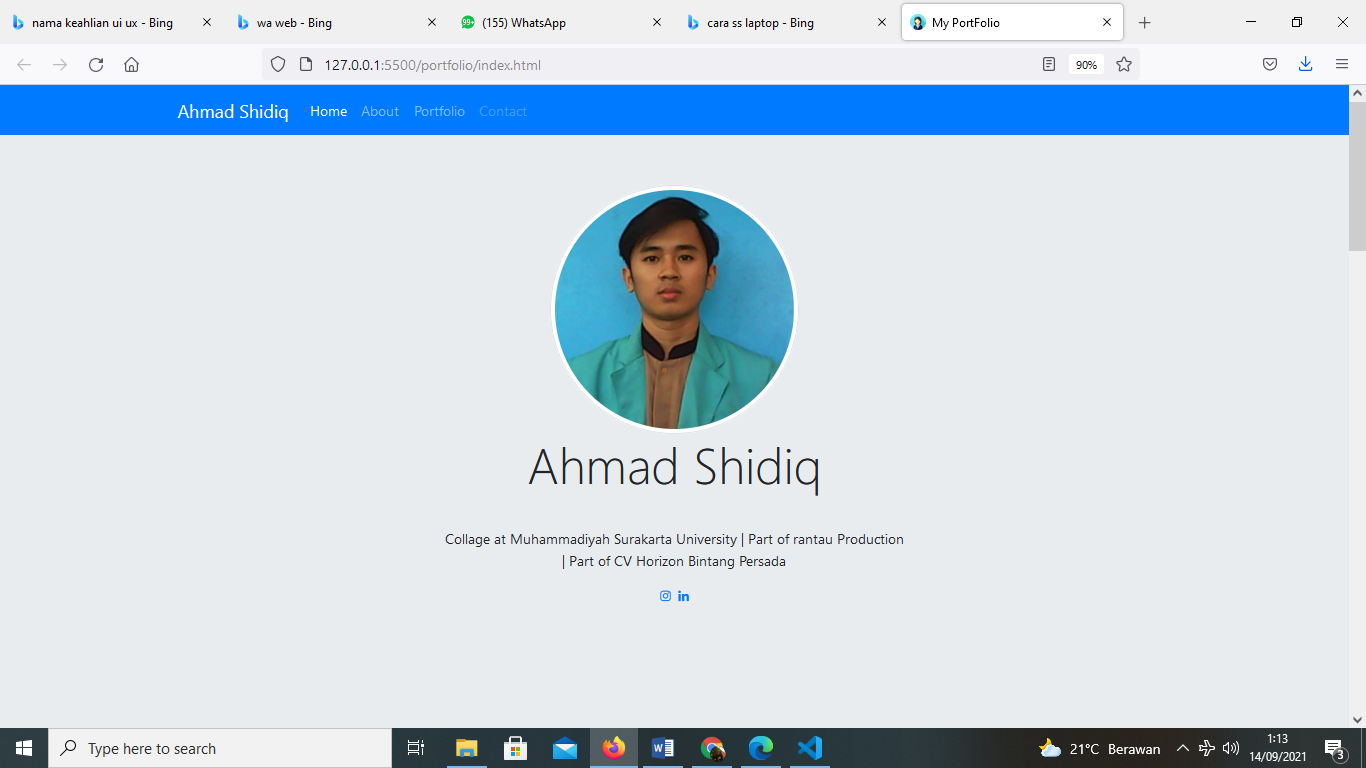 nama keahlian ui ux - Bing
wa web - Bing
99+
(155) WhatsApp
cara ss laptop - Bing
My PortFolio
127.0.0.1:5500/portfolio/index.html
90%
Ahmad Shidiq
Home
About
Portfolio
Contact
Ahmad Shidiq
Collage at Muhammadiyah Surakarta University | Part of rantau Production
| Part of CV Horizon Bintang Persada
Type here to search
21°C Berawan
1:13
14/09/2021
3